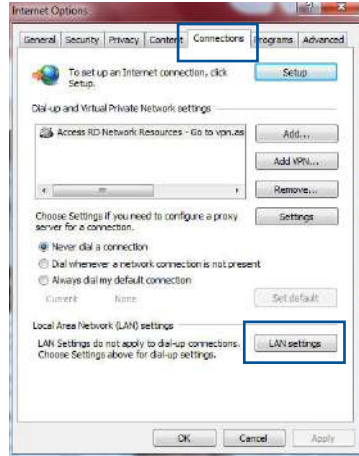 Internet Options
General Security Privacy Content Connections Programs Advanced
To set up an Internet connection, click
Setup.
Setup
Dial-up and Virtual Private Network settings
Access RD Network Resources - Go to vpn.as
Add...
Add VPN...
Remove...
Choose Settings if you need to configure a proxy
server for a connection.
Settings
Never dial a connection
Dial whenever a network connection is not present
Always dial my default connection
Current None
Set default
Local Area Network (LAN) settings
LAN Settings do not apply to dial-up connections.
Choose Settings above for dial-up settings.
LAN settings
OK Cancel Apply